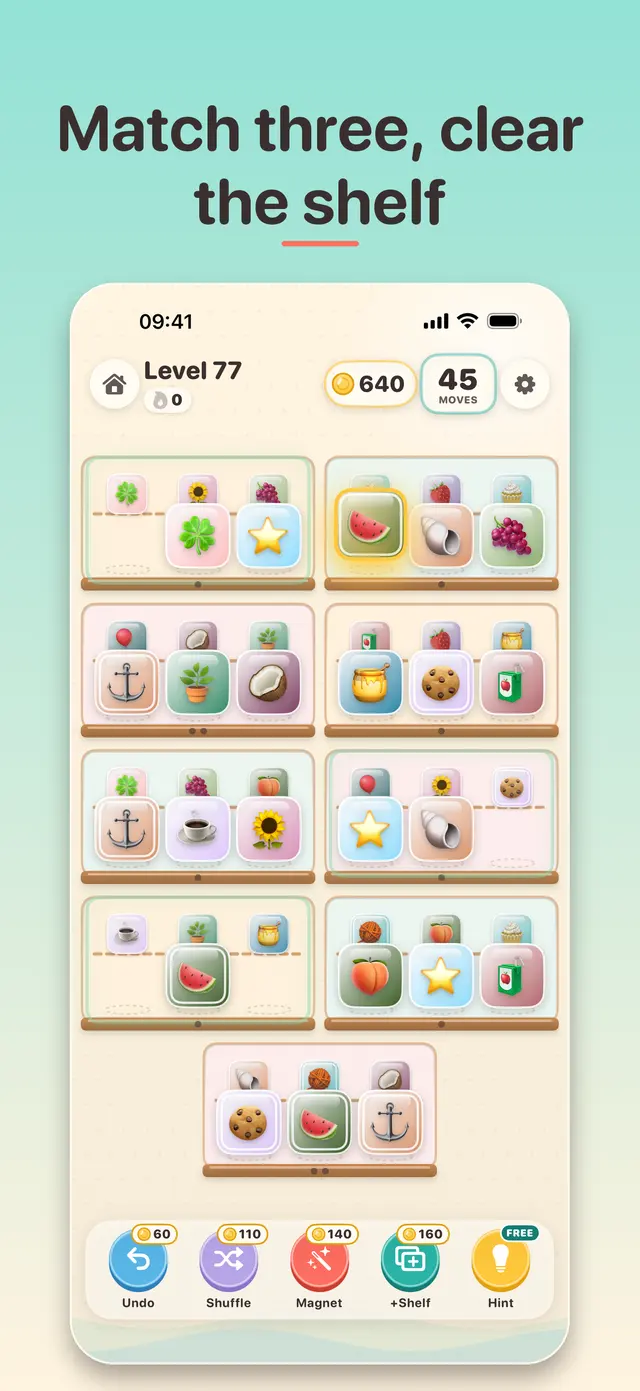 Match three, clear
the shelf
09:41
Level 77
0
640
45
MOVES
60
110
140
160
FREE
Undo
Shuffle
Magnet
+Shelf
Hint